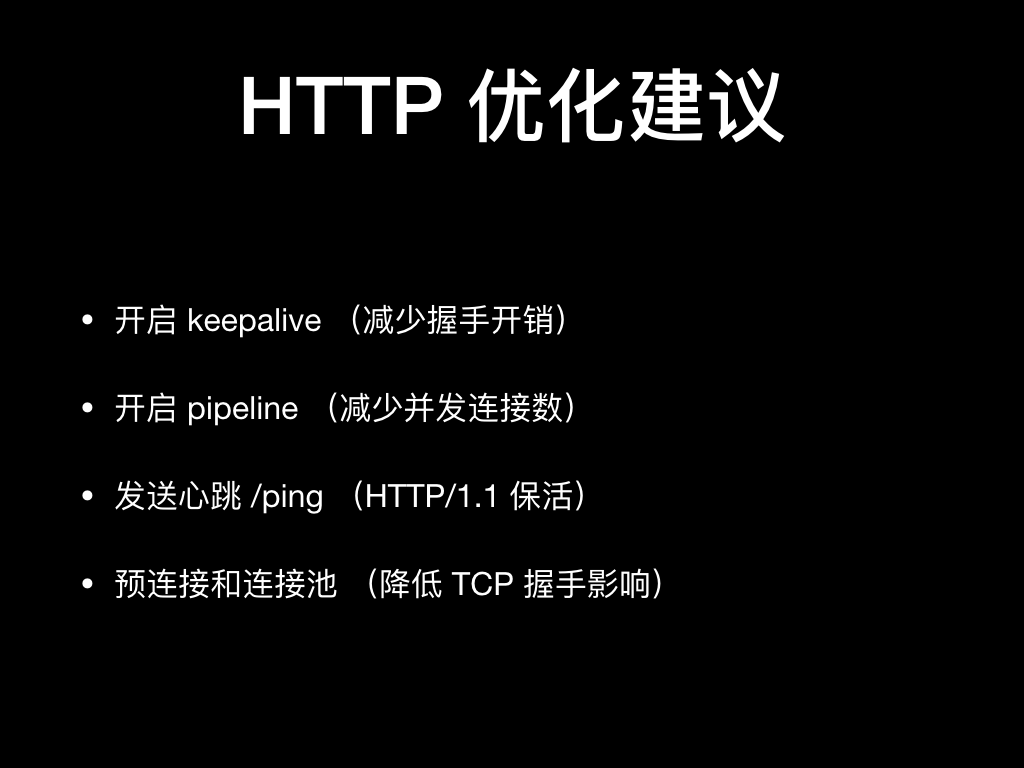 HTTP 优化建议
• 开启 keepalive （减少握手开销）
• 开启 pipeline （减少并发连接数）
• 发送心跳 /ping （HTTP/1.1 保活）
• 预连接和连接池 （降低 TCP 握手影响）